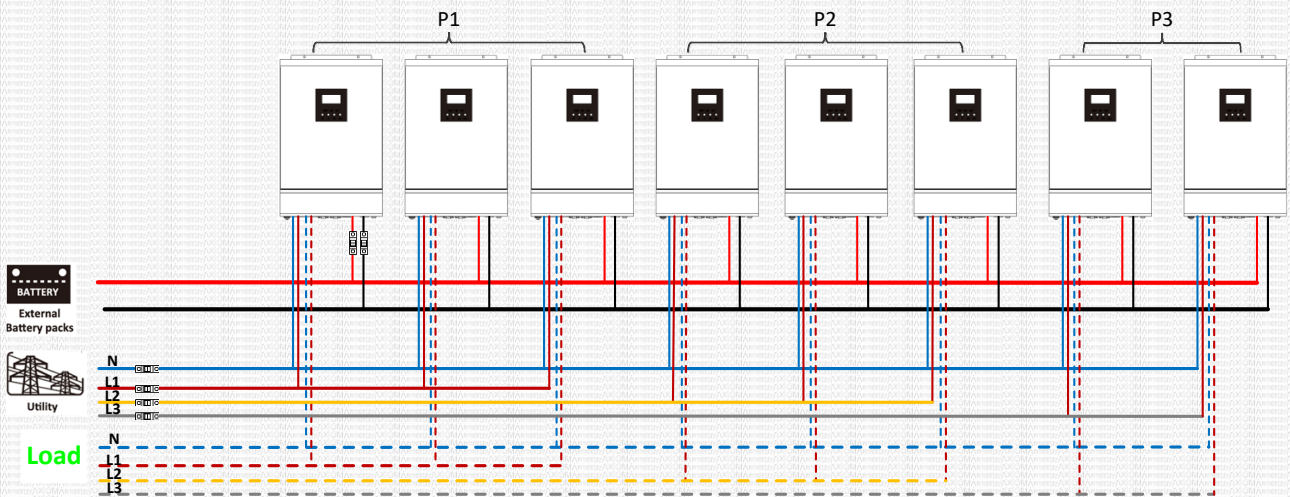 P1
P2
P3
BATTERY
External
Battery packs
Utility
N
L1
L2
L3
Load
N
L1
L2
L3